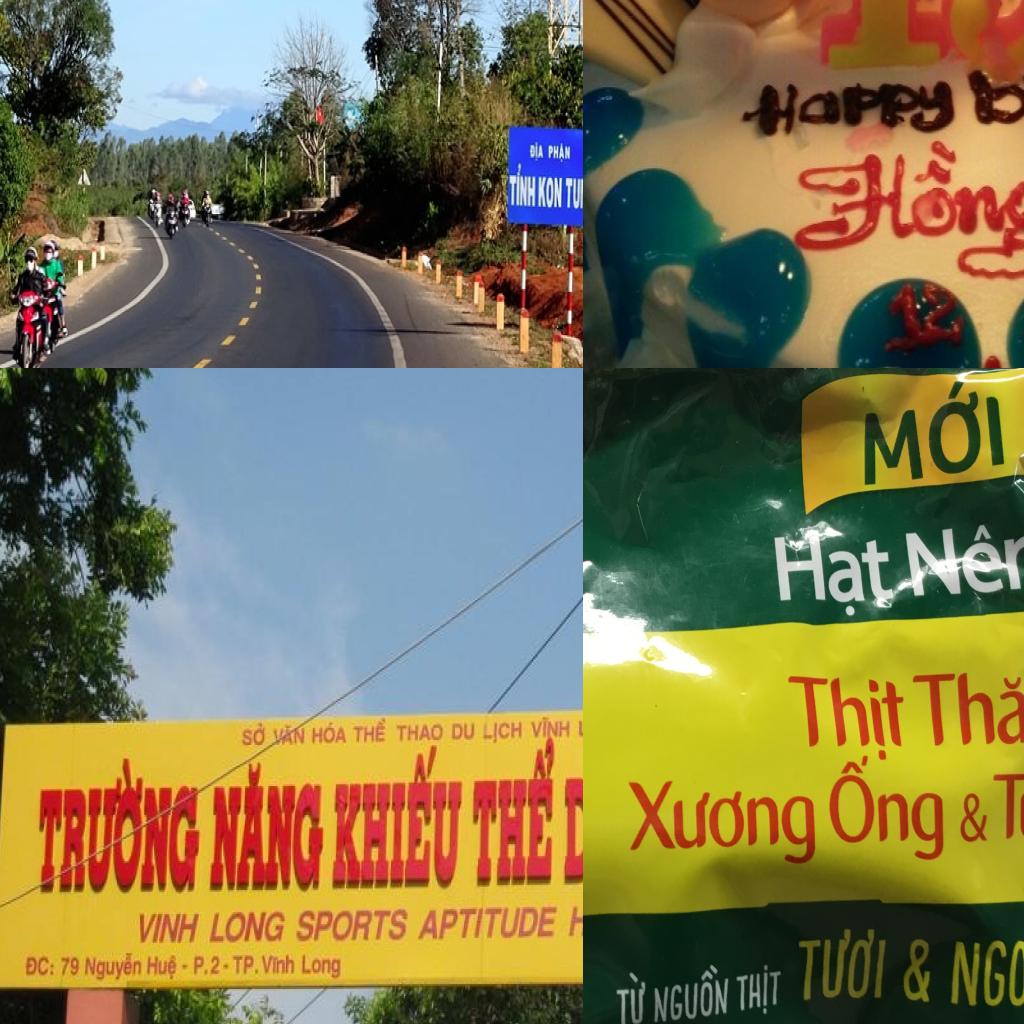 ĐỊA PHẬN
TỈNH KON TU
Happy b
Hồng
12
SỞ VĂN HÓA THỂ THAO DU LỊCH VĨNH L
TRƯỜNG NĂNG KHIẾU THỂ D
VINH LONG SPORTS APTITUDE H
ĐC: 79 Nguyễn Huệ - P.2 - TP. Vĩnh Long
MỚI
Hạt Nên
Thịt Thă
Xương Ống & Tu
TỪ NGUỒN THỊT TƯƠI & NGO